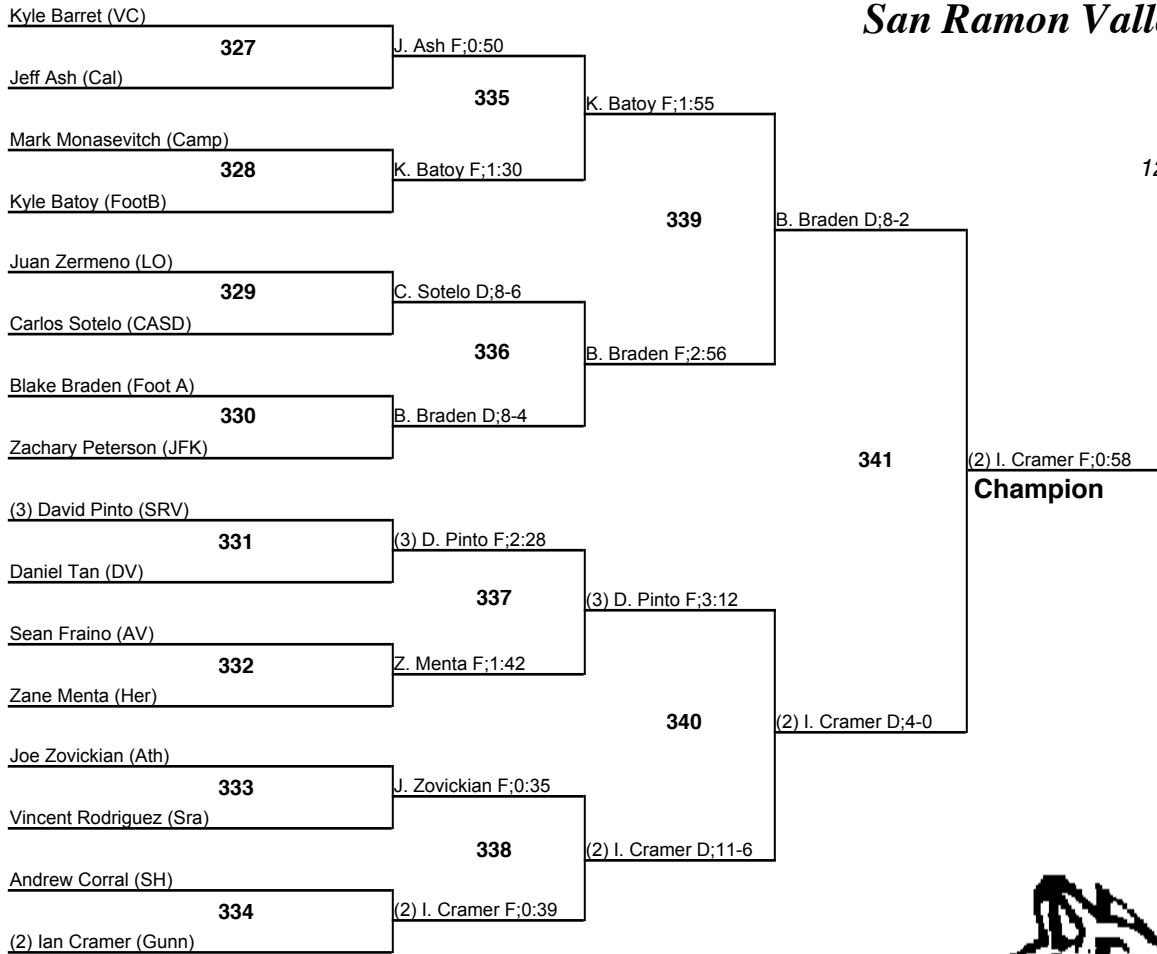 Kyle Barret (VC)
San Ramon
327
J. Ash F;0:50
Jeff Ash (Cal)
335
K. Batoy F;1:55
Mark Monasevitch (Camp)
328
K. Batoy F;1:30
12
Kyle Batoy (FootB)
339
B. Braden D;8-2
Juan Zermeno (LO)
329
C. Sotelo D;8-6
Carlos Sotelo (CASD)
336
B. Braden F;2:56
Blake Braden (Foot A)
330
B. Braden D;8-4
Zachary Peterson (JFK)
341
(2) I. Cramer F;0:58
Champion
(3) David Pinto (SRV)
331
(3) D. Pinto F;2:28
Daniel Tan (DV)
337
(3) D. Pinto F;3:12
Sean Fraino (AV)
332
Z. Menta F;1:42
Zane Menta (Her)
340
(2) I. Cramer D;4-0
Joe Zovickian (Ath)
333
J. Zovickian F;0:35
Vincent Rodriguez (Sra)
338
(2) I. Cramer D;11-6
Andrew Corral (SH)
334
(2) I. Cramer F;0:39
(2) Ian Cramer (Gunn)